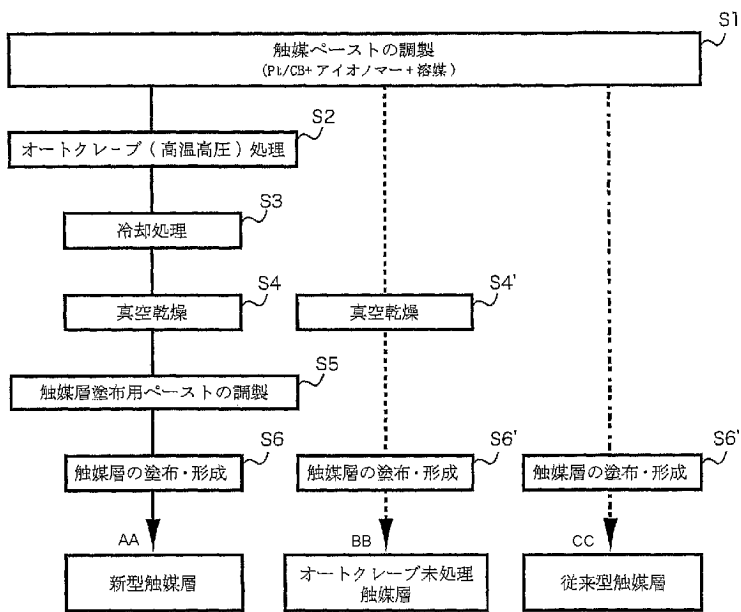 S1
触媒ペーストの調製
(Pt/CB+アイオノマー+溶媒)
S2
オートクレーブ(高温高圧)処理
S3
冷却処理
S4
真空乾燥
S4'
真空乾燥
S5
触媒層塗布用ペーストの調製
S6
触媒層の塗布・形成
S6'
触媒層の塗布・形成
S6'
触媒層の塗布・形成
AA
新型触媒層
BB
オートクレーブ未処理
触媒層
CC
従来型触媒層